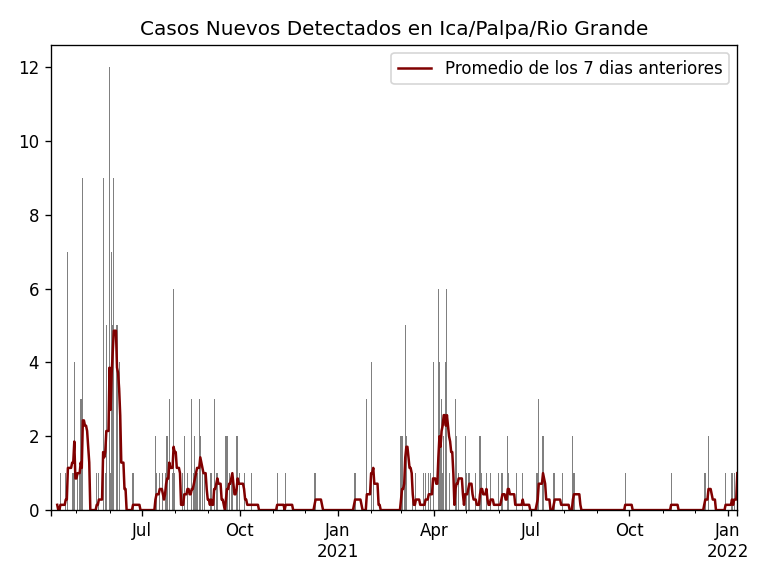 Casos Nuevos Detectados en Ica/Palpa/Rio Grande
Promedio de los 7 dias anteriores
12
10
8
6
4
2
0
Jul
Oct
Jan
2021
Apr
Jul
Oct
Jan
2022